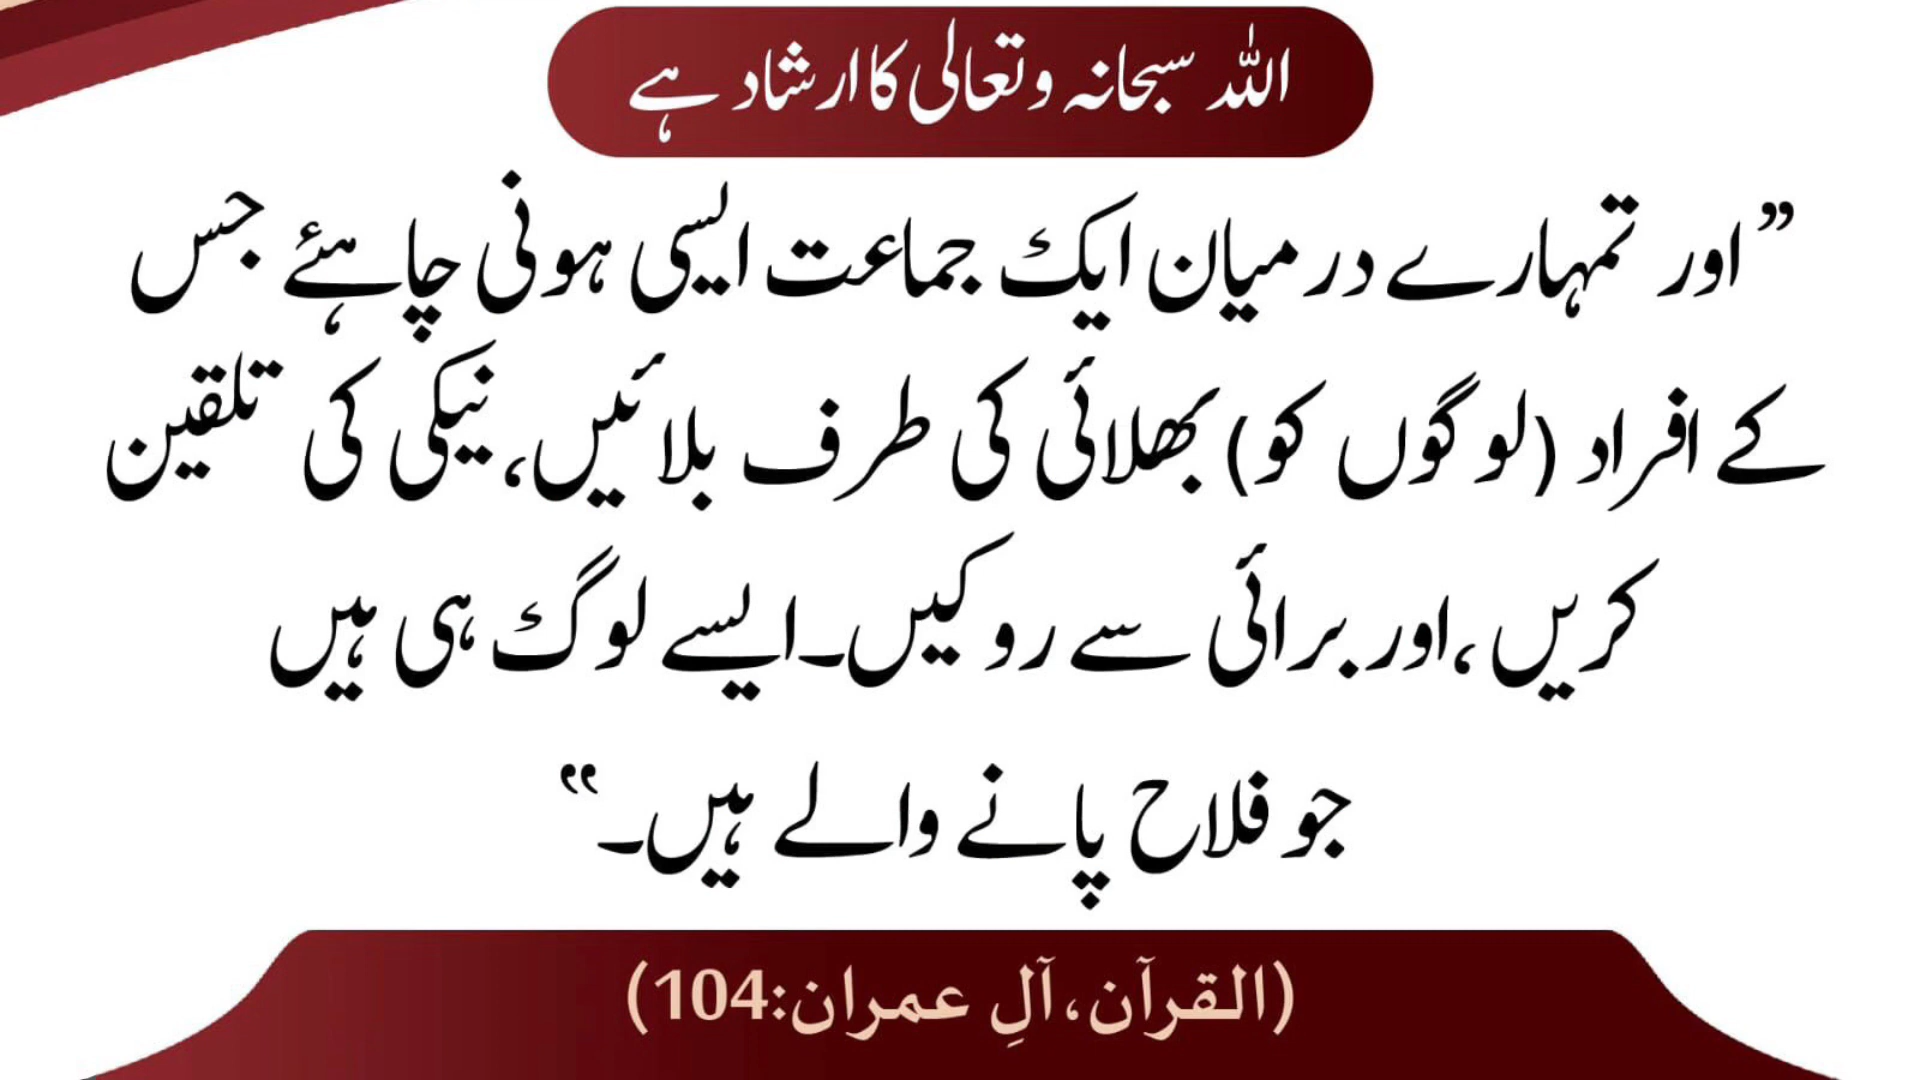 اللہ سبحانہ وتعالی کا ارشاد ہے
”اور تمہارے درمیان ایک جماعت ایسی ہونی چاہئے جس
کے افراد (لوگوں کو) بھلائی کی طرف بلائیں، نیکی کی تلقین
کریں، اور برائی سے روکیں۔ ایسے لوگ ہی ہیں
جو فلاح پانے والے ہیں۔“
(القرآن، آلِ عمران:104)